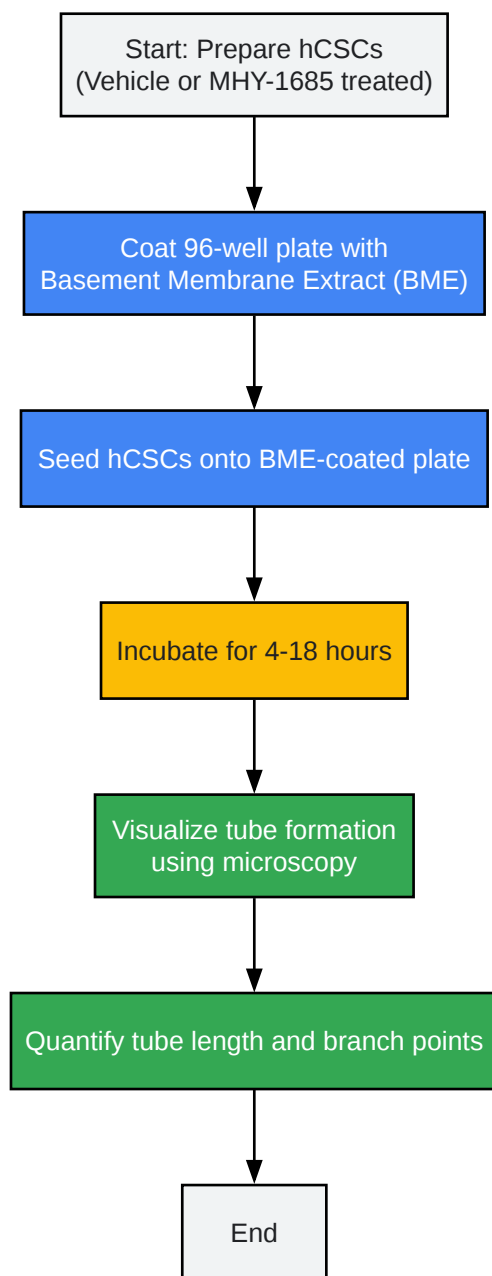 Start: Prepare hCSCs
(Vehicle or MHY-1685 treated)
Coat 96-well plate with
Basement Membrane Extract (BME)
Seed hCSCs onto BME-coated plate
Incubate for 4-18 hours
Visualize tube formation
using microscopy
Quantify tube length and branch points
End